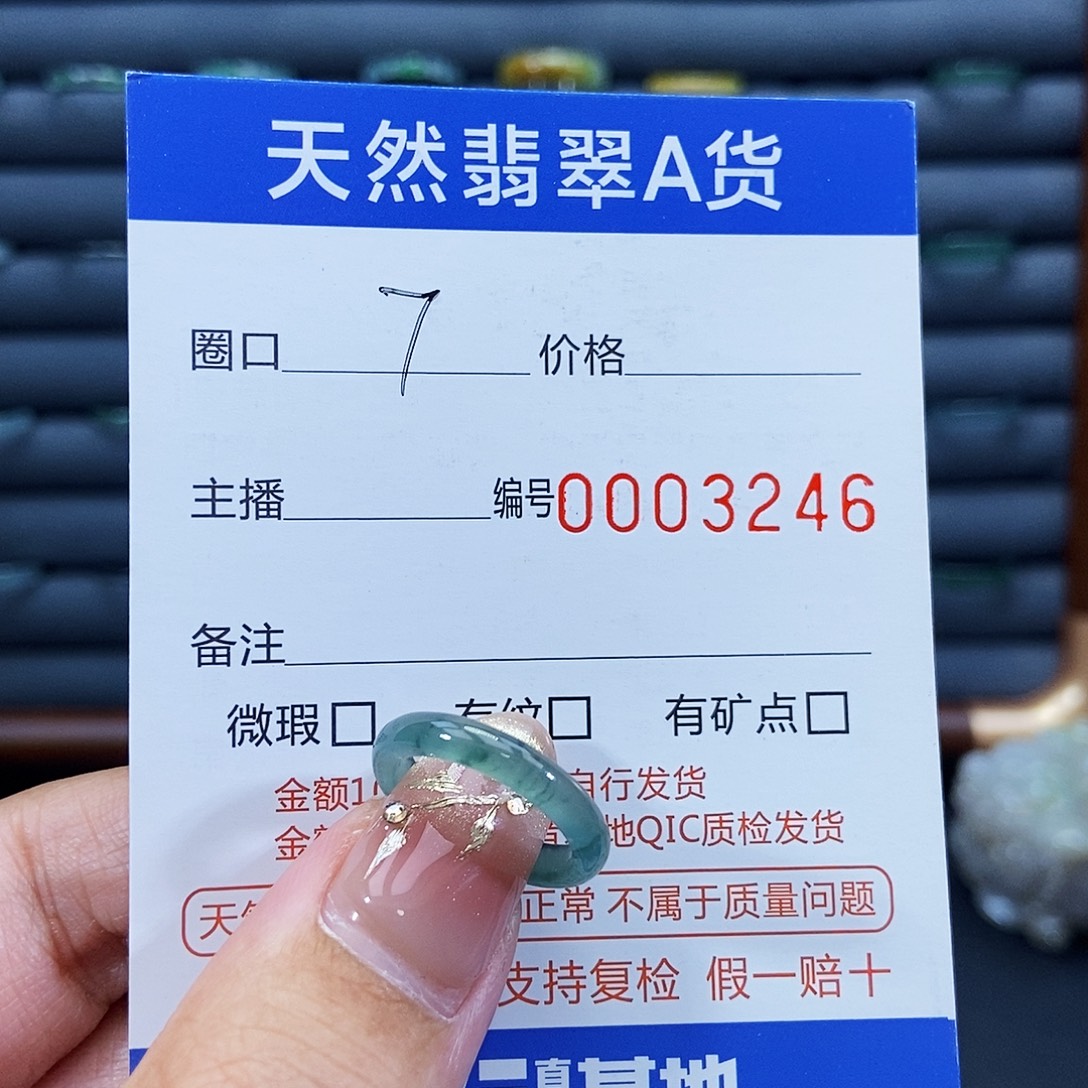 天然翡翠A货
圈口 7 价格
主播 编号0003246
备注
微瑕□ 有纹□ 有矿点□
金额1 自行发货
金 地QIC质检发货
天 正常 不属于质量问题
支持复检 假一赔十
基地